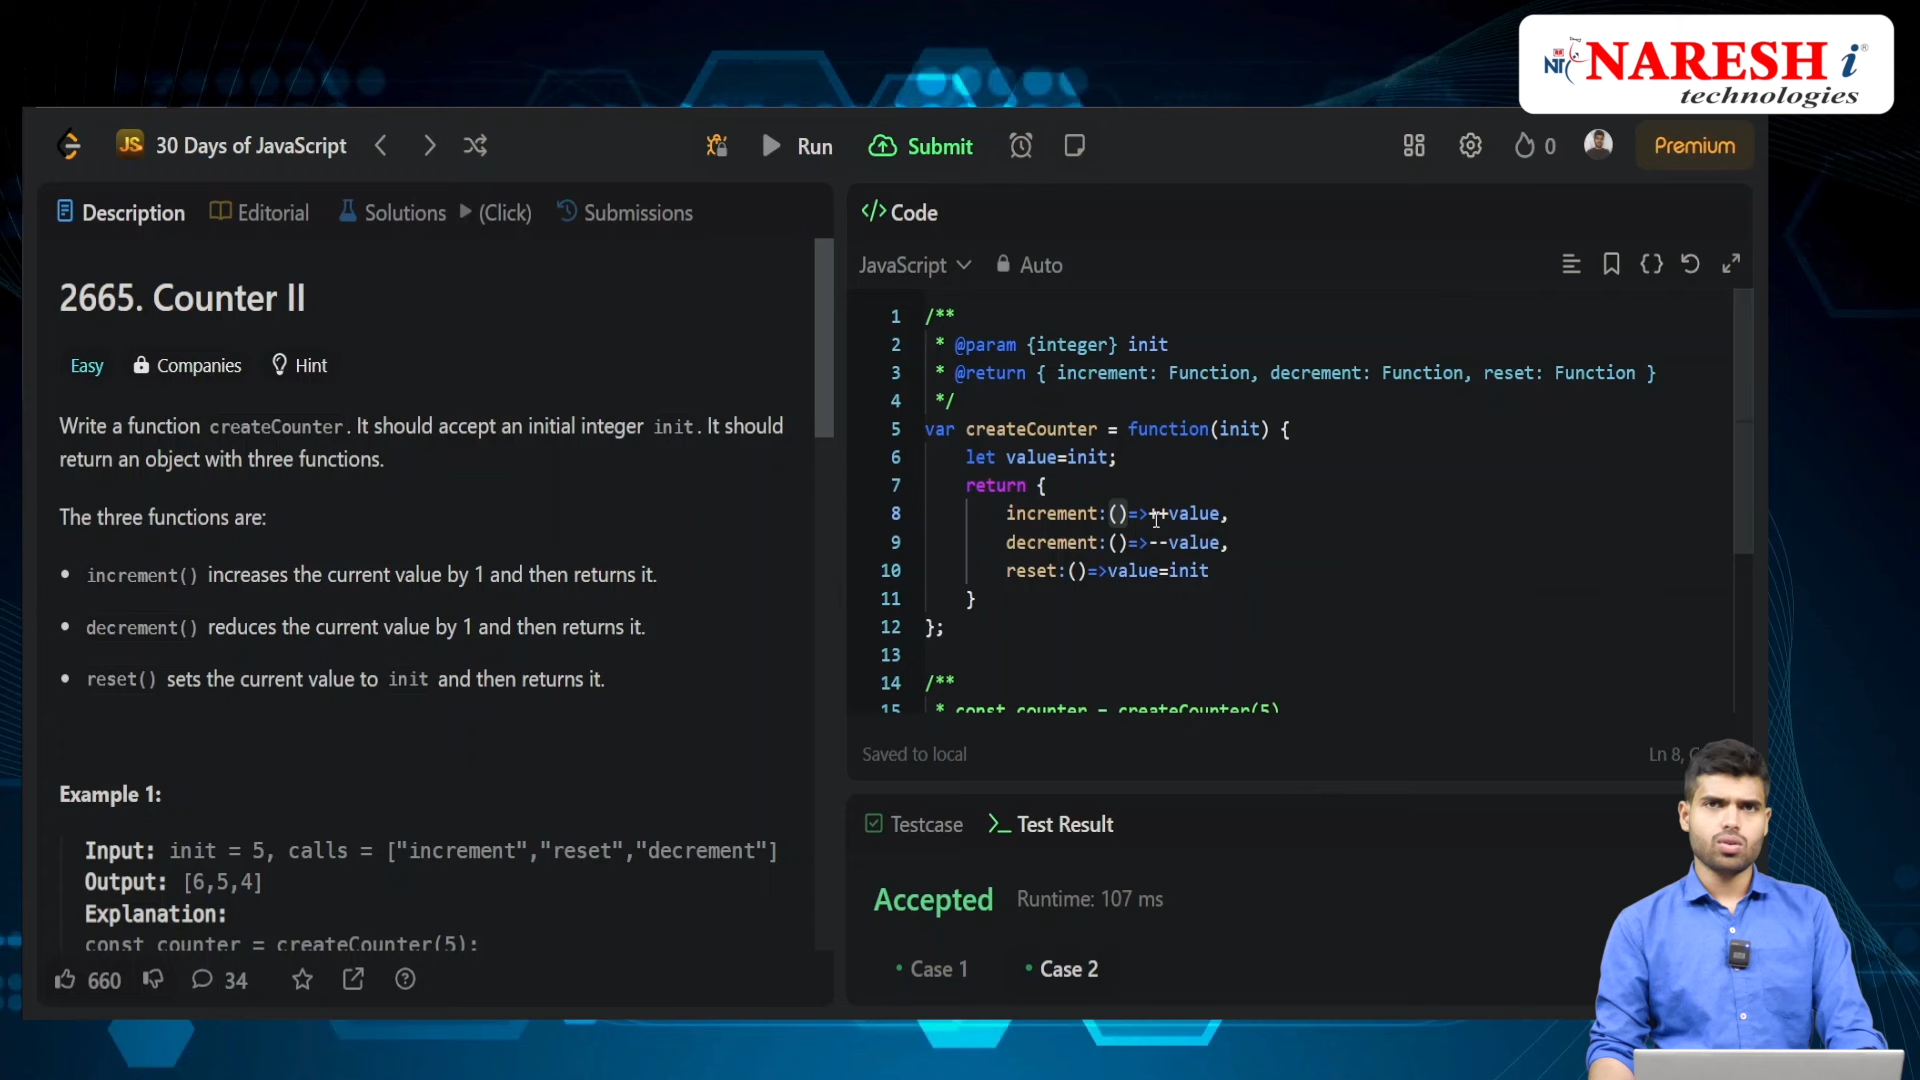 NARESH i
technologies
JS 30 Days of JavaScript
Run
Submit
0
Premium
Description
Editorial
Solutions
(Click)
Submissions
</> Code
JavaScript
Auto
2665. Counter II
Easy
Companies
Hint
Write a function createCounter. It should accept an initial integer init. It should
return an object with three functions.
The three functions are:
• increment() increases the current value by 1 and then returns it.
• decrement() reduces the current value by 1 and then returns it.
• reset() sets the current value to init and then returns it.
Example 1:
Input: init = 5, calls = ["increment","reset","decrement"]
Output: [6,5,4]
Explanation:
const counter = createCounter(5);
660
34
1 /**
2 * @param {integer} init
3 * @return { increment: Function, decrement: Function, reset: Function }
4 */
5 var createCounter = function(init) {
6 let value=init;
7 return {
8 increment:()=>++value,
9 decrement:()=>--value,
10 reset:()=>value=init
11 }
12 };
13
14 /**
15 * const counter = createCounter(5)
Saved to local
Ln 8,
Testcase
Test Result
Accepted
Runtime: 107 ms
• Case 1
• Case 2